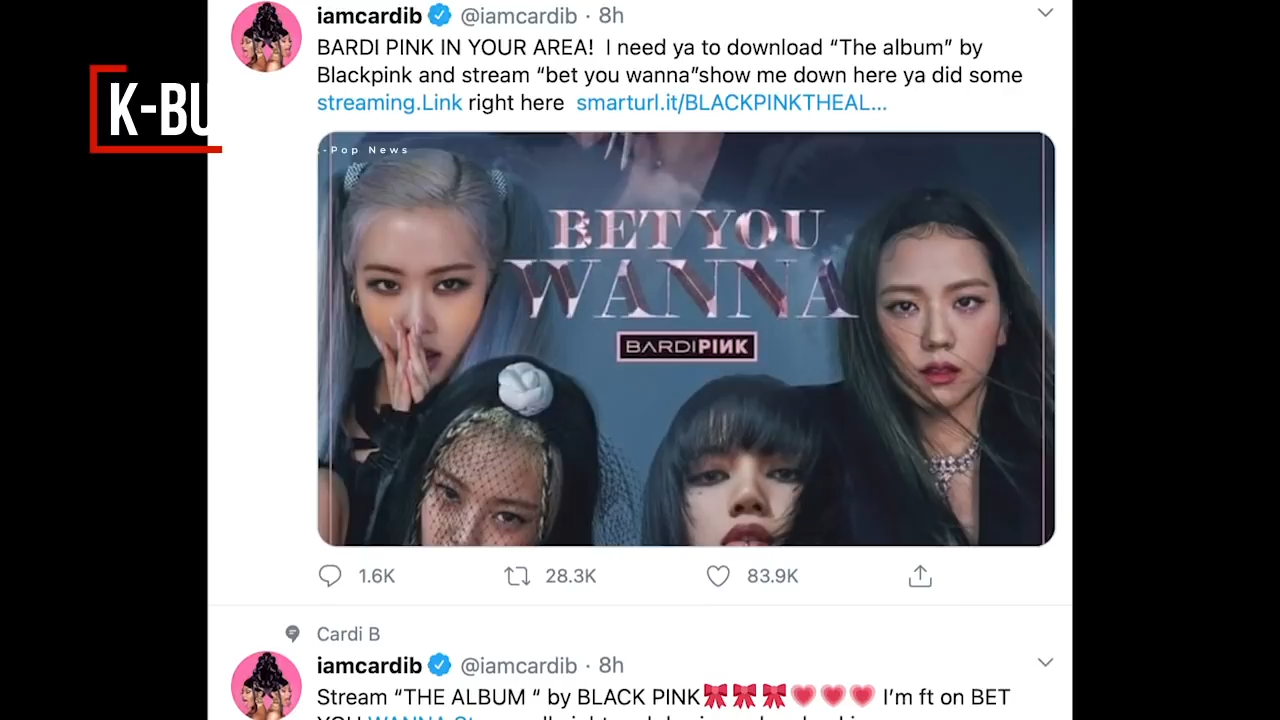 iamcardib @iamcardib · 8h
BARDI PINK IN YOUR AREA! I need ya to download “The album” by
Blackpink and stream “bet you wanna”show me down here ya did some
streaming.Link right here smarturl.it/BLACKPINKTHEAL...
K-BU
-Pop News
BET YOU
WANNA
BARDIPINK
1.6K 28.3K 83.9K
Cardi B
iamcardib @iamcardib · 8h
Stream “THE ALBUM “ by BLACK PINK🎀🎀🎀💗💗💗 I’m ft on BET
YOU WANNA